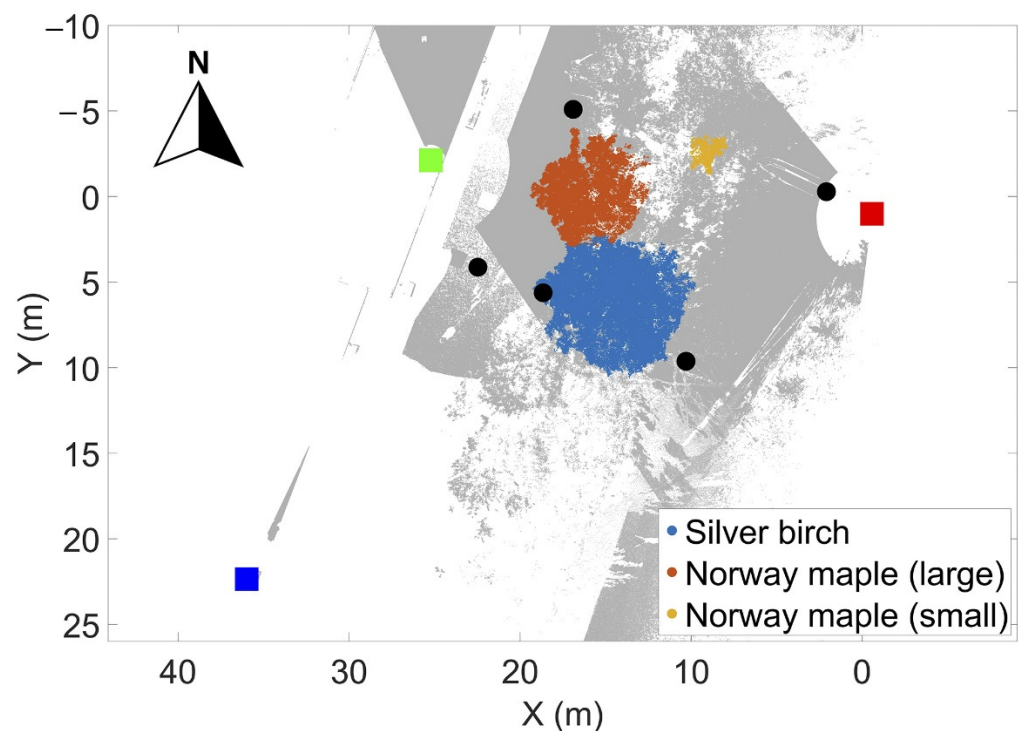 −10
N
−5
0
5
10
15
20
25
Y (m)
Silver birch
Norway maple (large)
Norway maple (small)
40
30
20
10
0
X (m)